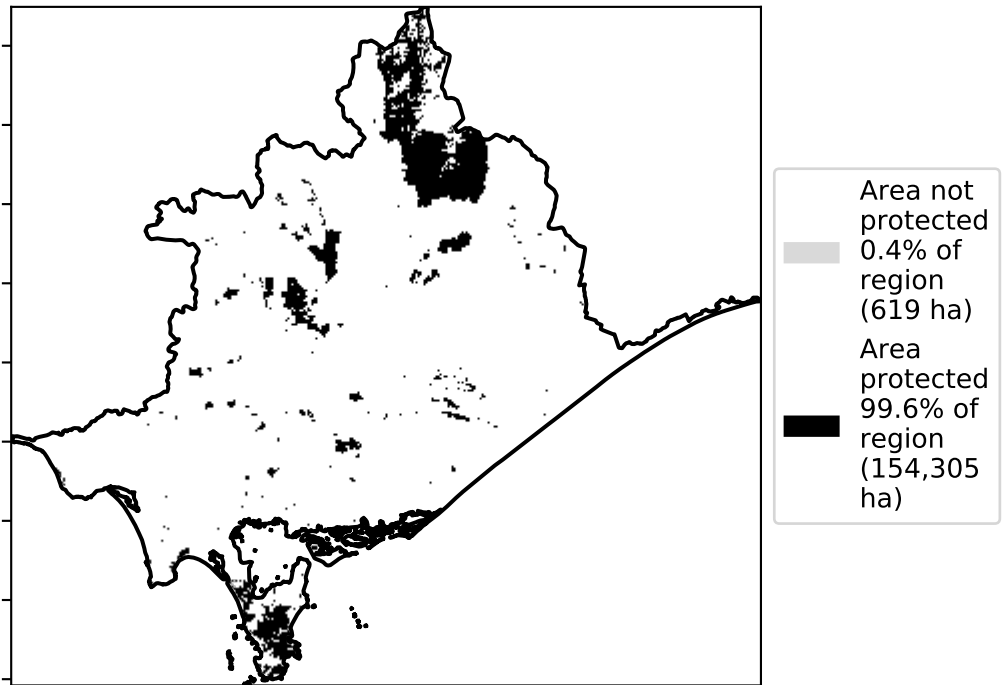 Area not
protected
0.4% of
region
(619 ha)
Area
protected
99.6% of
region
(154,305
ha)